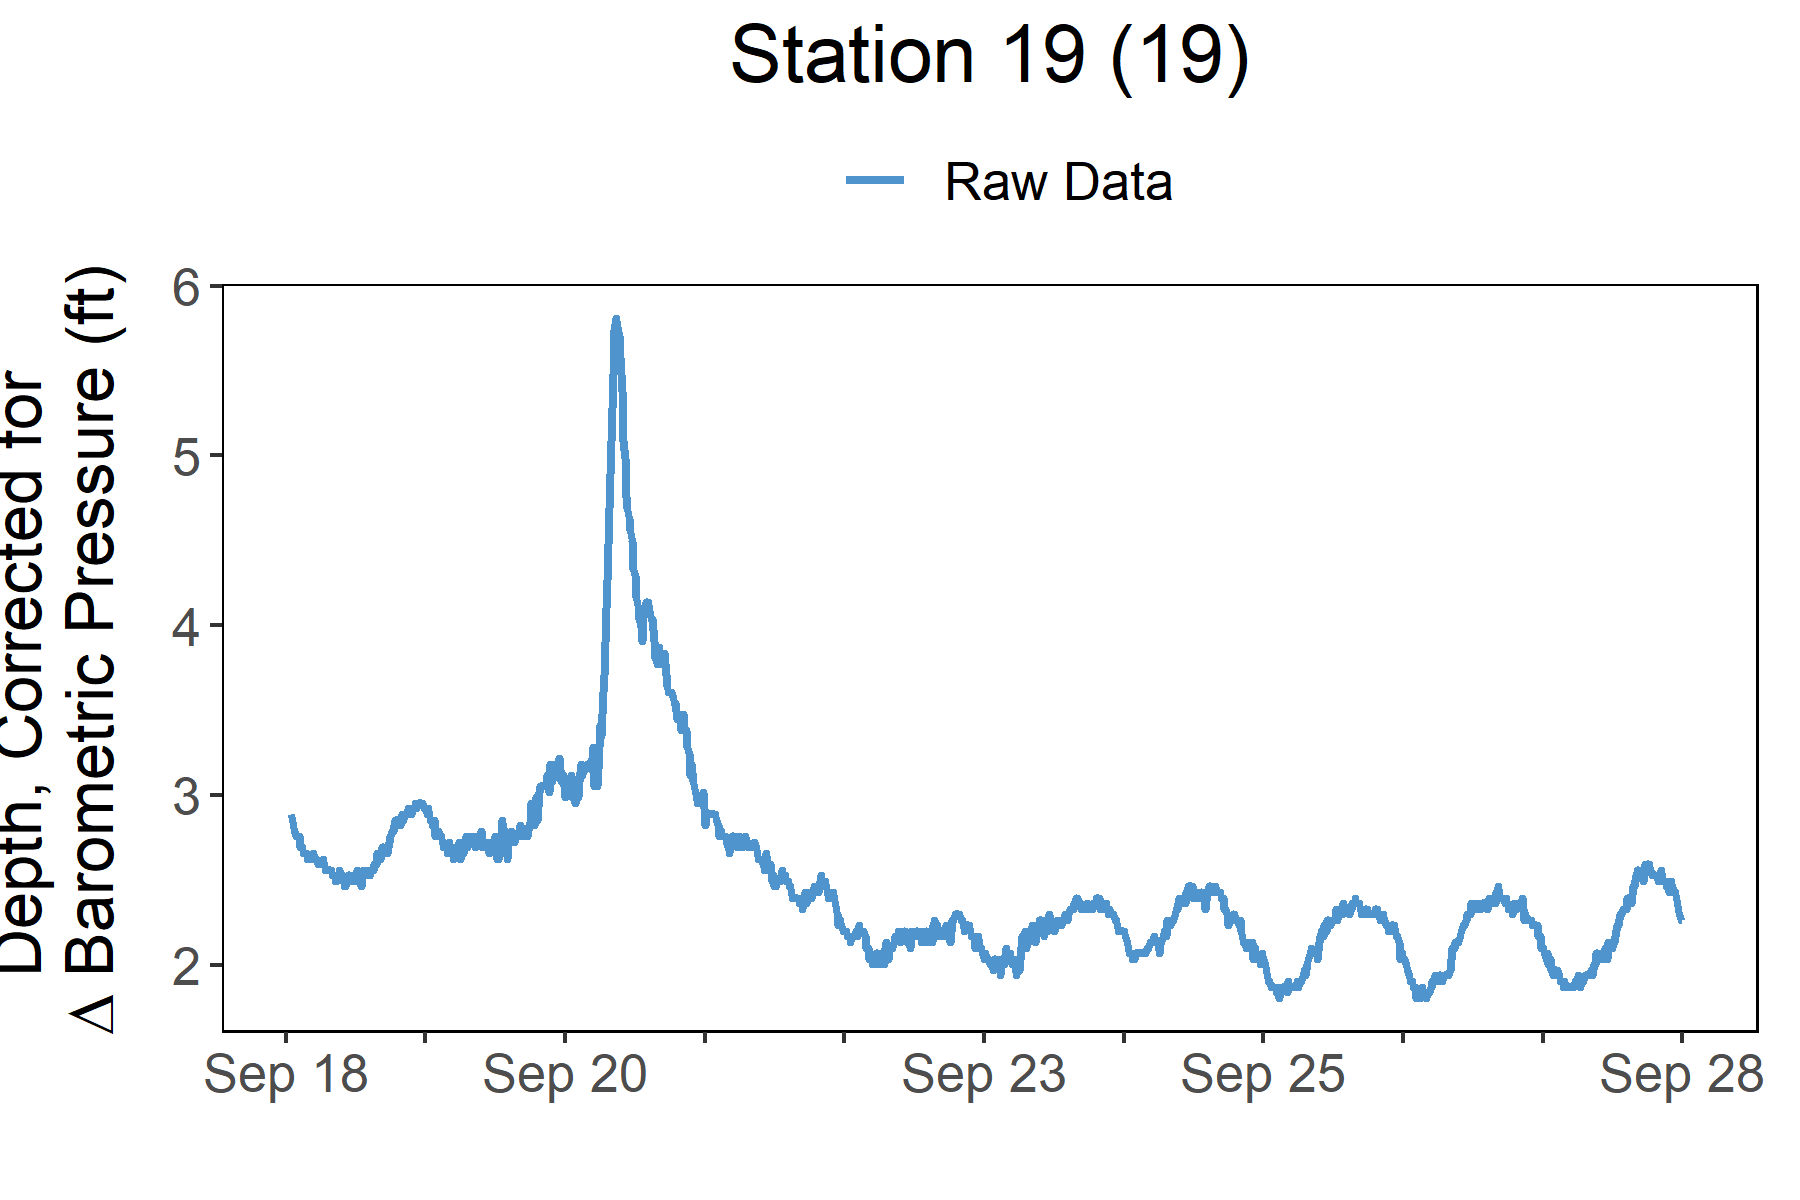 Station 19 (19)
Raw Data
Depth, Corrected for
Δ Barometric Pressure (ft)
6
5
4
3
2
Sep 18 Sep 20 Sep 23 Sep 25 Sep 28